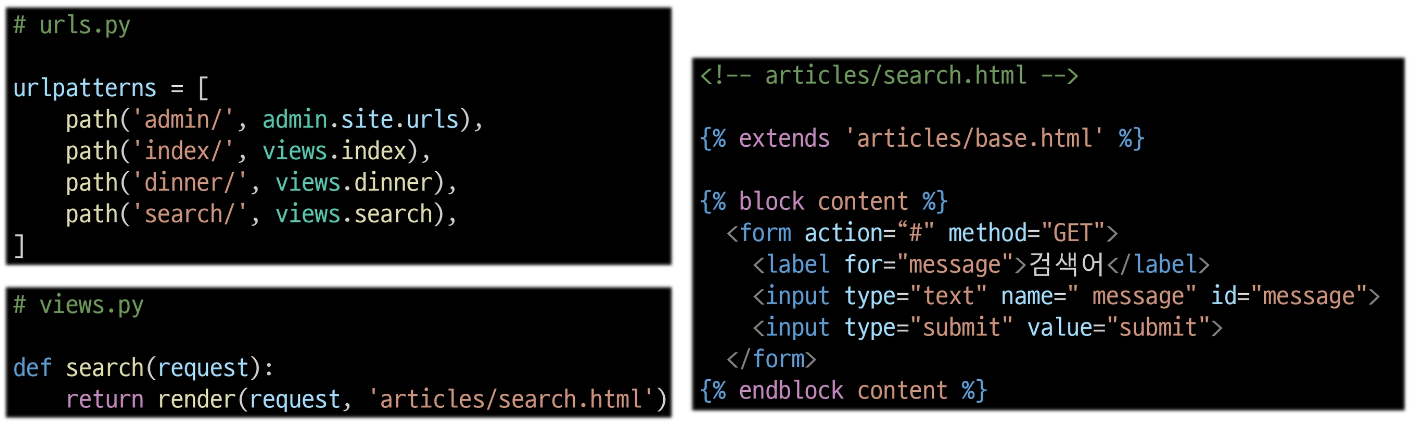 # urls.py
urlpatterns = [
    path('admin/', admin.site.urls),
    path('index/', views.index),
    path('dinner/', views.dinner),
    path('search/', views.search),
]
# views.py
def search(request):
    return render(request, 'articles/search.html')
<!-- articles/search.html -->
{% extends 'articles/base.html' %}
{% block content %}
  <form action=“#" method="GET">
    <label for="message">검색어</label>
    <input type="text" name=" message" id="message">
    <input type="submit" value="submit">
  </form>
{% endblock content %}